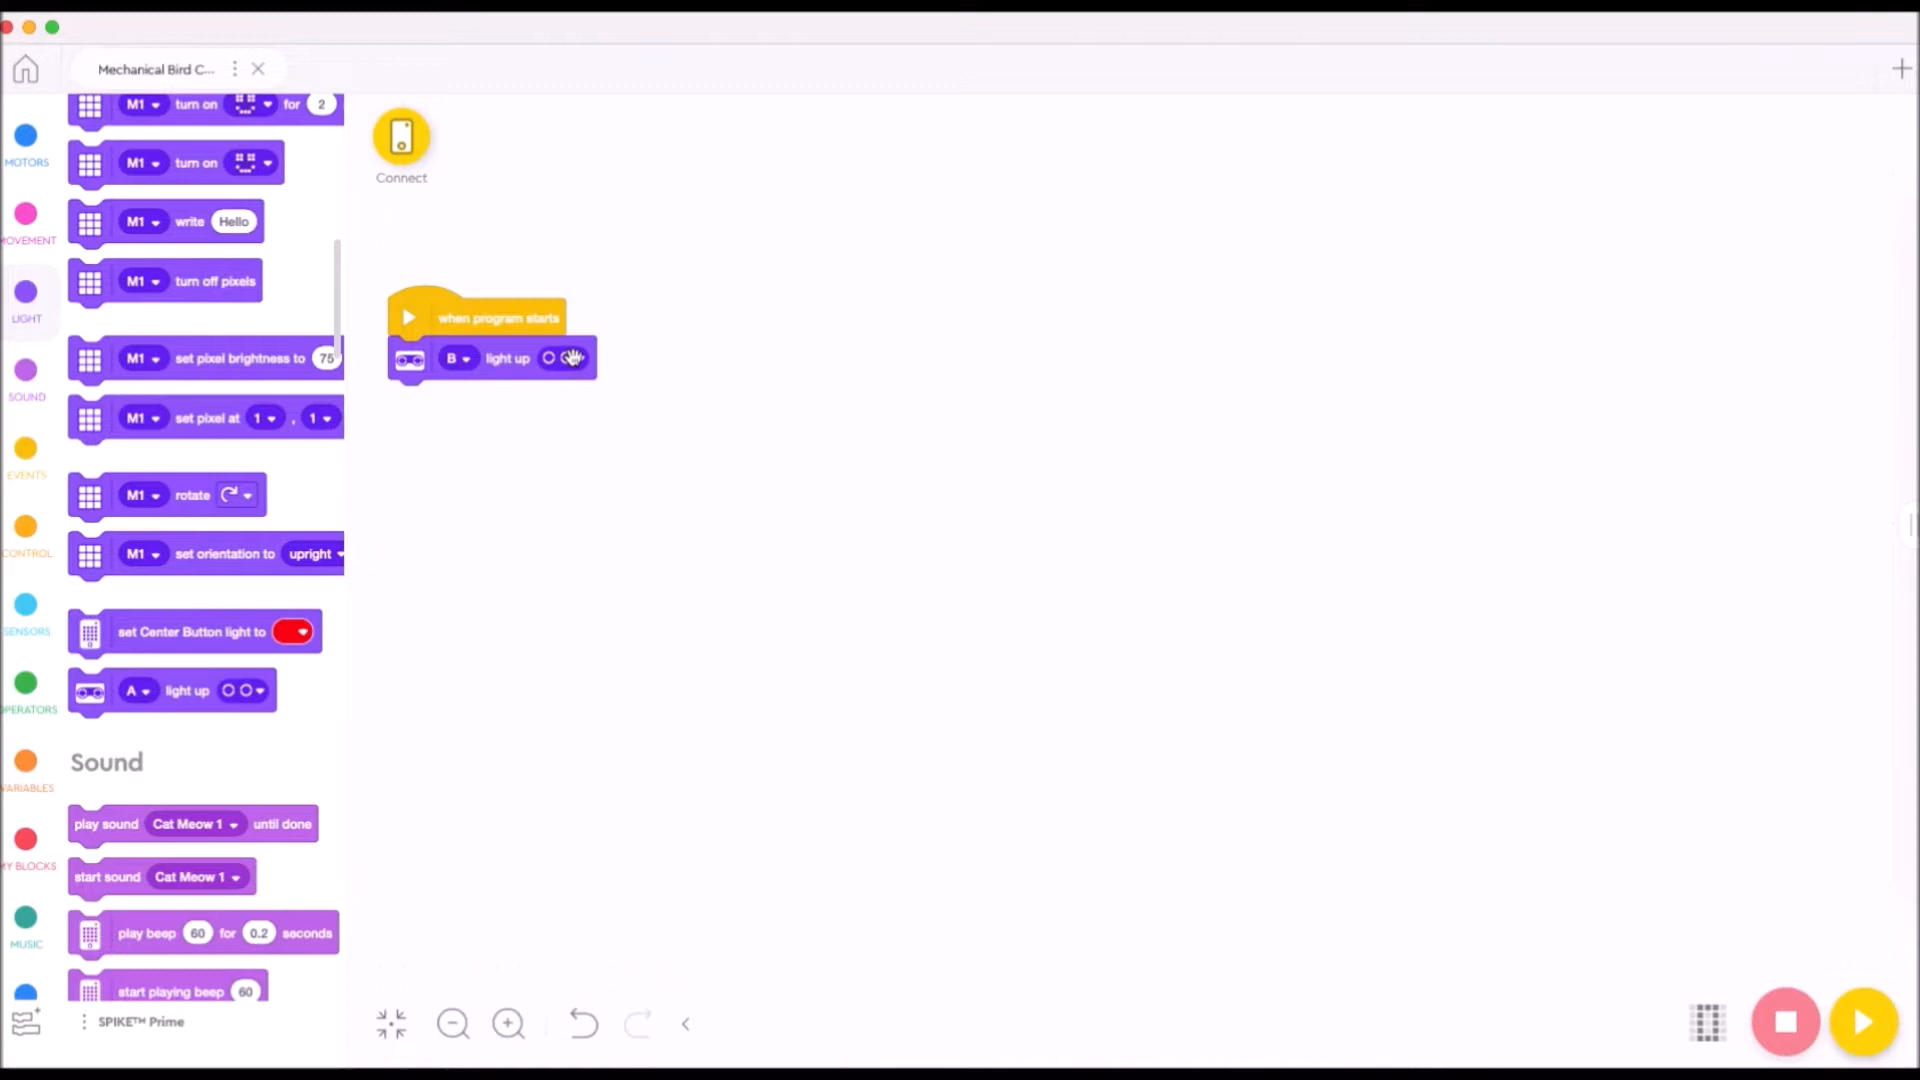 Mechanical Bird C...
MOTORS
MOVEMENT
LIGHT
SOUND
EVENTS
CONTROL
SENSORS
OPERATORS
VARIABLES
MY BLOCKS
MUSIC
M1 turn on for 2
M1 turn on
M1 write Hello
M1 turn off pixels
M1 set pixel brightness to 75
M1 set pixel at 1 , 1
M1 rotate
M1 set orientation to upright
set Center Button light to
A light up
Sound
play sound Cat Meow 1 until done
start sound Cat Meow 1
play beep 60 for 0.2 seconds
start playing beep 60
SPIKE™ Prime
Connect
when program starts
B light up